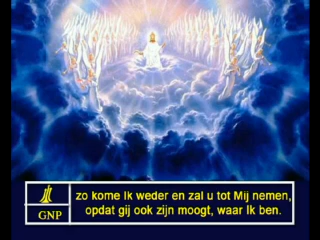 zo kome Ik weder en zal u tot Mij nemen,
opdat gij ook zijn moogt, waar Ik ben.
GNP